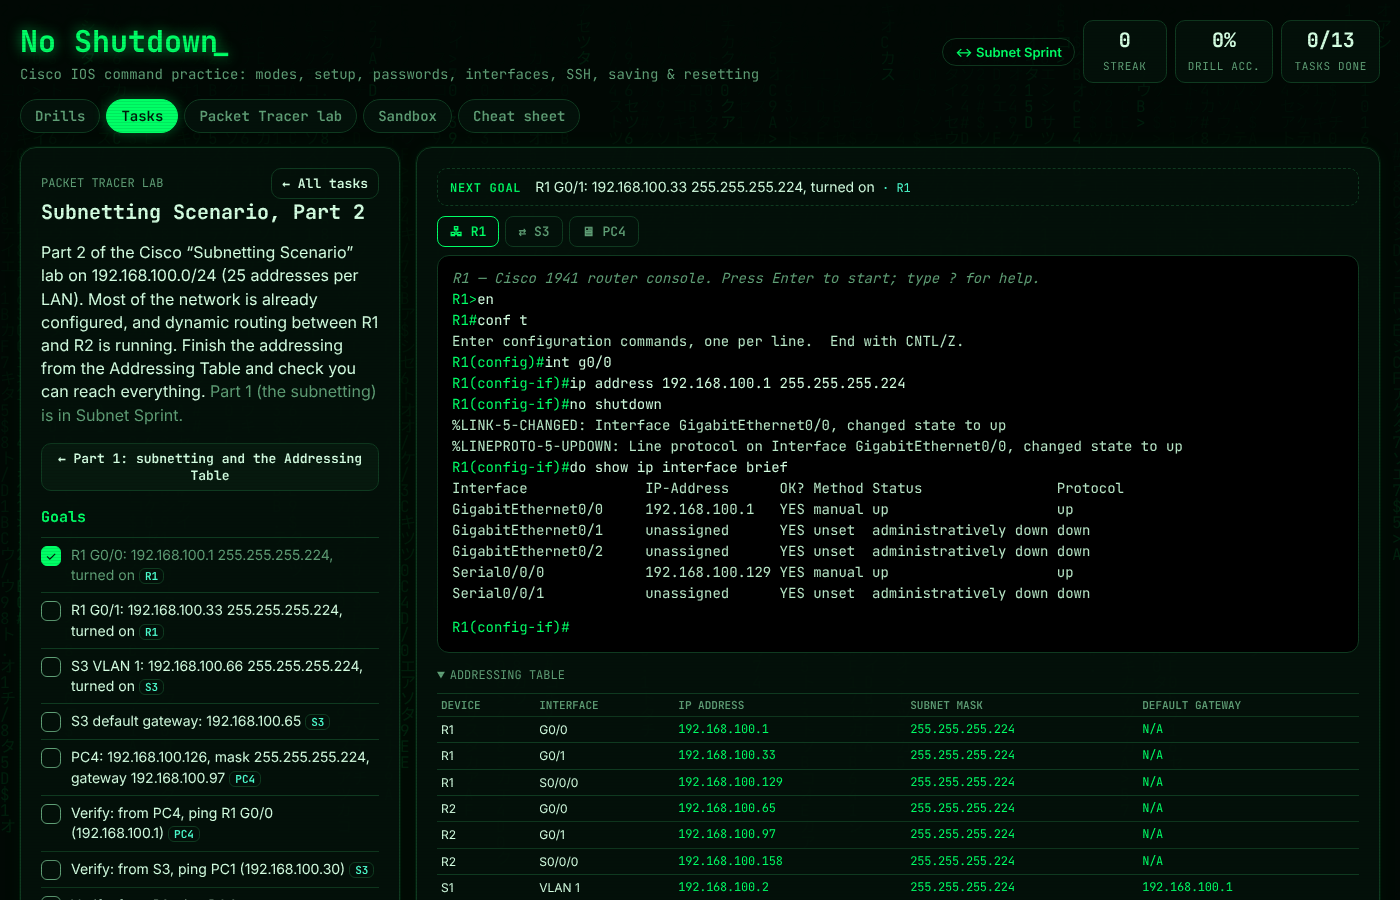 No Shutdown_
Cisco IOS command practice: modes, setup, passwords, interfaces, SSH, saving & resetting
↔ Subnet Sprint
0
STREAK
0%
DRILL ACC.
0/13
TASKS DONE
Drills
Tasks
Packet Tracer lab
Sandbox
Cheat sheet
PACKET TRACER LAB
← All tasks
Subnetting Scenario, Part 2
Part 2 of the Cisco “Subnetting Scenario”
lab on 192.168.100.0/24 (25 addresses per
LAN). Most of the network is already
configured, and dynamic routing between R1
and R2 is running. Finish the addressing
from the Addressing Table and check you
can reach everything. Part 1 (the subnetting)
is in Subnet Sprint.
← Part 1: subnetting and the Addressing
Table
Goals
R1 G0/0: 192.168.100.1 255.255.255.224,
turned on R1
R1 G0/1: 192.168.100.33 255.255.255.224,
turned on R1
S3 VLAN 1: 192.168.100.66 255.255.255.224,
turned on S3
S3 default gateway: 192.168.100.65 S3
PC4: 192.168.100.126, mask 255.255.255.224,
gateway 192.168.100.97 PC4
Verify: from PC4, ping R1 G0/0
(192.168.100.1) PC4
Verify: from S3, ping PC1 (192.168.100.30) S3
NEXT GOAL R1 G0/1: 192.168.100.33 255.255.255.224, turned on · R1
R1
⇄ S3
PC4
R1 — Cisco 1941 router console. Press Enter to start; type ? for help.
R1>en
R1#conf t
Enter configuration commands, one per line.  End with CNTL/Z.
R1(config)#int g0/0
R1(config-if)#ip address 192.168.100.1 255.255.255.224
R1(config-if)#no shutdown
%LINK-5-CHANGED: Interface GigabitEthernet0/0, changed state to up
%LINEPROTO-5-UPDOWN: Line protocol on Interface GigabitEthernet0/0, changed state to up
R1(config-if)#do show ip interface brief
Interface IP-Address OK? Method Status Protocol
GigabitEthernet0/0 192.168.100.1 YES manual up up
GigabitEthernet0/1 unassigned YES unset administratively down down
GigabitEthernet0/2 unassigned YES unset administratively down down
Serial0/0/0 192.168.100.129 YES manual up up
Serial0/0/1 unassigned YES unset administratively down down
R1(config-if)#
▼ ADDRESSING TABLE
DEVICE INTERFACE IP ADDRESS SUBNET MASK DEFAULT GATEWAY
R1 G0/0 192.168.100.1 255.255.255.224 N/A
R1 G0/1 192.168.100.33 255.255.255.224 N/A
R1 S0/0/0 192.168.100.129 255.255.255.224 N/A
R2 G0/0 192.168.100.65 255.255.255.224 N/A
R2 G0/1 192.168.100.97 255.255.255.224 N/A
R2 S0/0/0 192.168.100.158 255.255.255.224 N/A
S1 VLAN 1 192.168.100.2 255.255.255.224 192.168.100.1